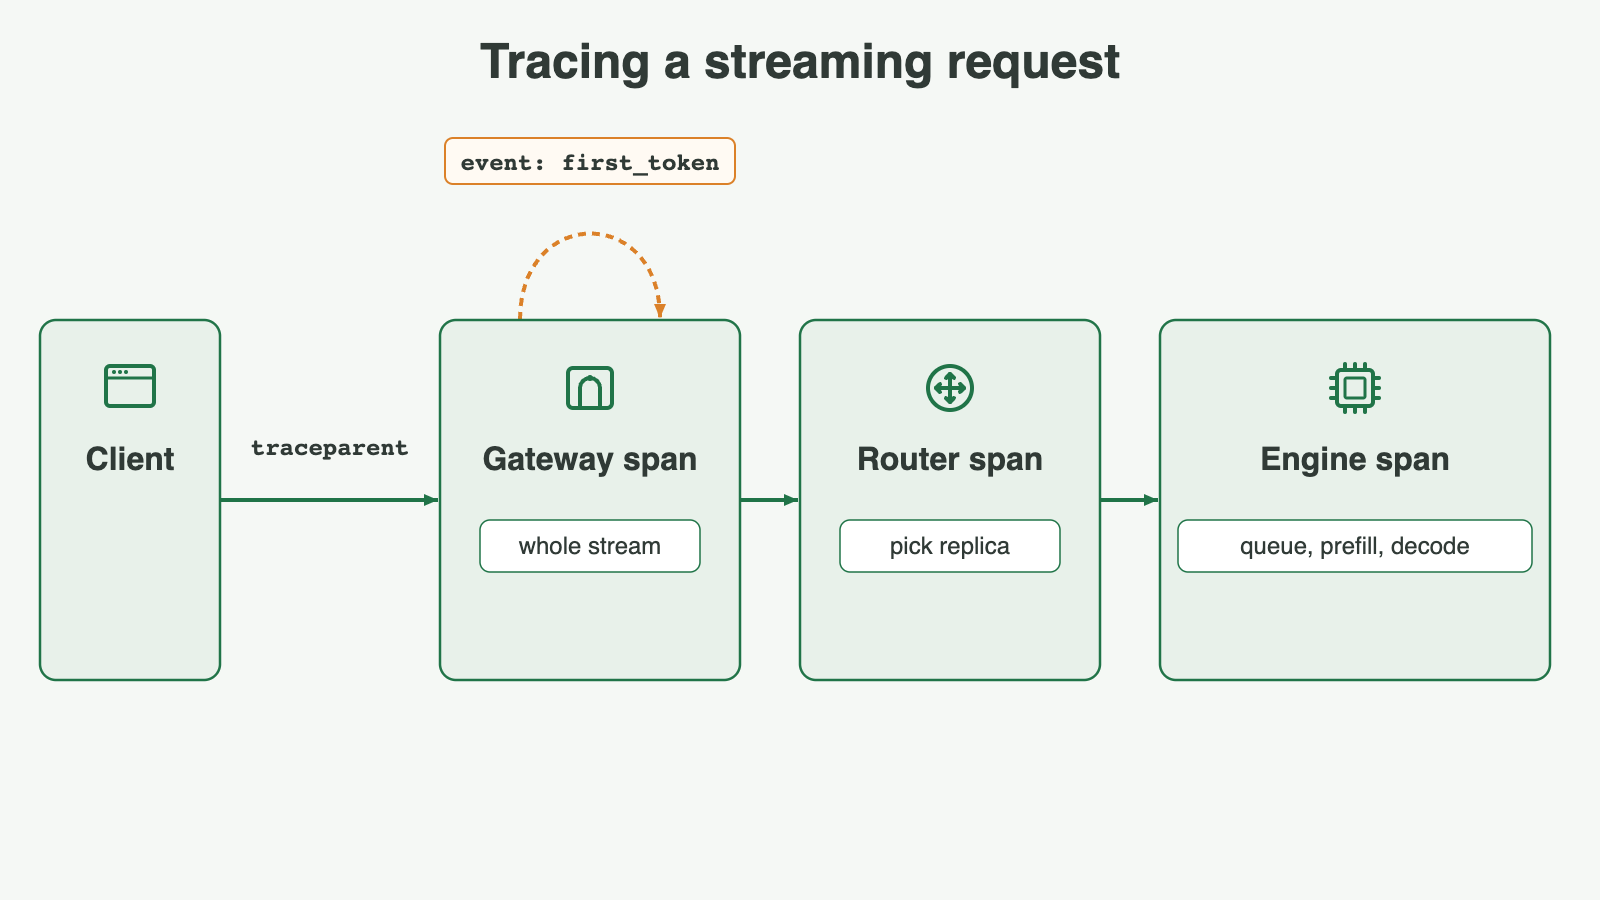 Tracing a streaming request
event: first_token
Client
traceparent
Gateway span
whole stream
Router span
pick replica
Engine span
queue, prefill, decode